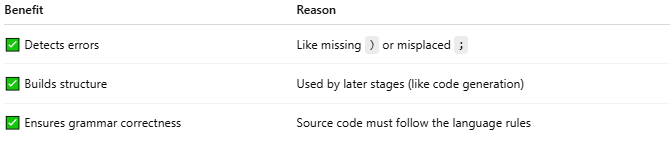 Benefit Reason
✅ Detects errors Like missing ) or misplaced ;
✅ Builds structure Used by later stages (like code generation)
✅ Ensures grammar correctness Source code must follow the language rules